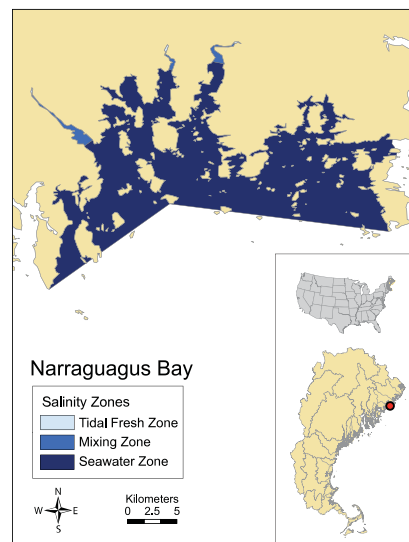 Narraguagus Bay
Salinity Zones
Tidal Fresh Zone
Mixing Zone
Seawater Zone
N
W E
S
Kilometers
0 2.5 5